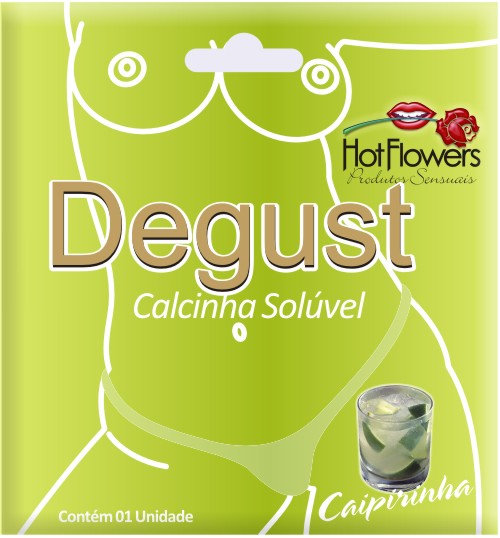 HotFlowers
Produtos Sensuais
Degust
Calcinha Solúvel
Caipirinha
Contém 01 Unidade